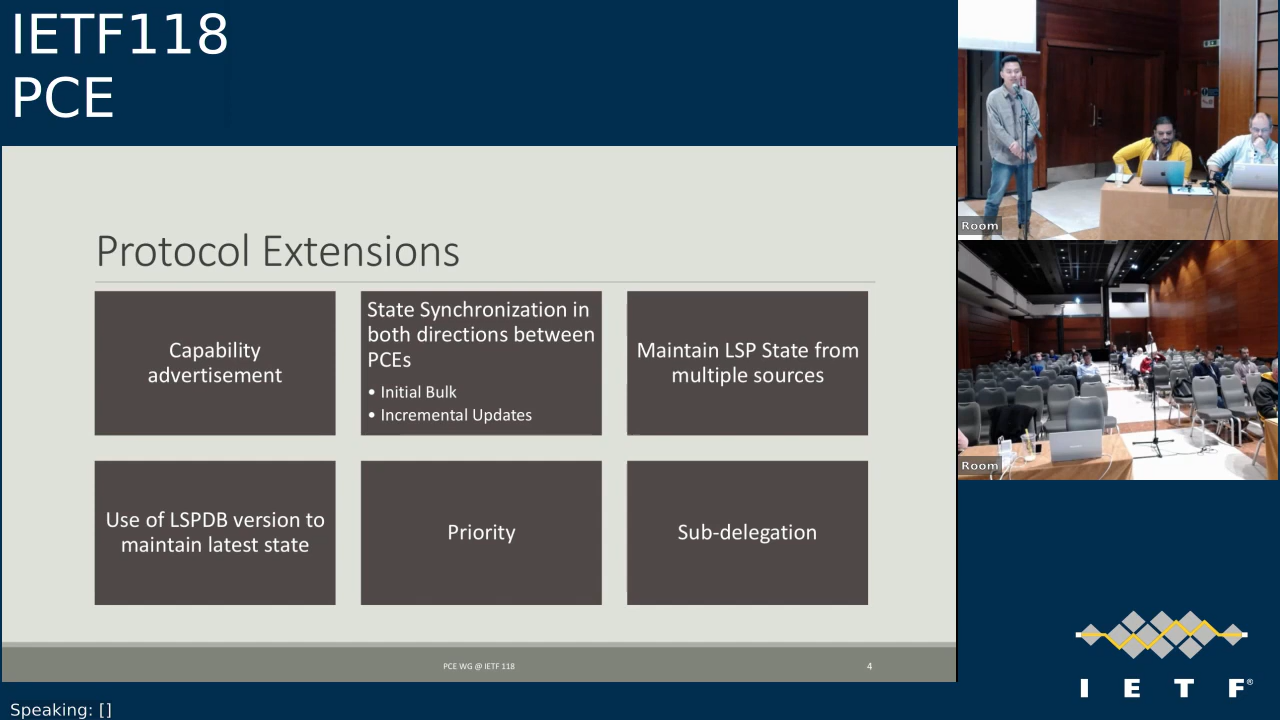 IETF118
PCE
Protocol Extensions
Capability
advertisement
State Synchronization in
both directions between
PCEs
• Initial Bulk
• Incremental Updates
Maintain LSP State from
multiple sources
Use of LSPDB version to
maintain latest state
Priority
Sub-delegation
PCE WG @ IETF 118
4
Room
Room
I E T F®
Speaking: []